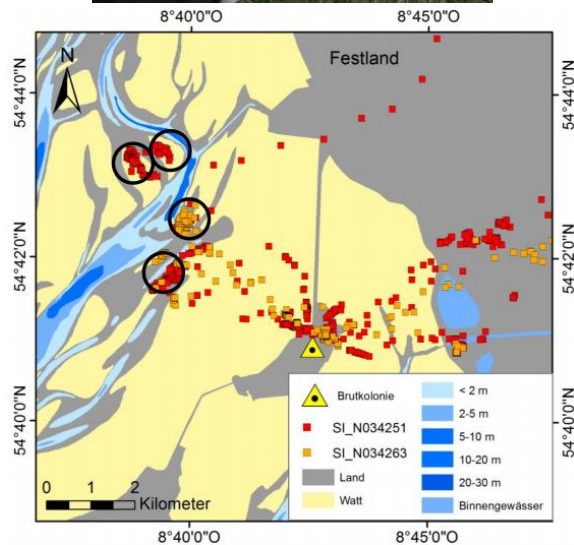 8°40'0"O 8°45'0"O
N
Festland
54°44'0"N 54°44'0"N
54°42'0"N 54°42'0"N
54°40'0"N 54°40'0"N
Brutkolonie
SI_N034251
SI_N034263
Land
Watt
< 2 m
2-5 m
5-10 m
10-20 m
20-30 m
Binnengewässer
0 1 2
Kilometer
8°40'0"O 8°45'0"O